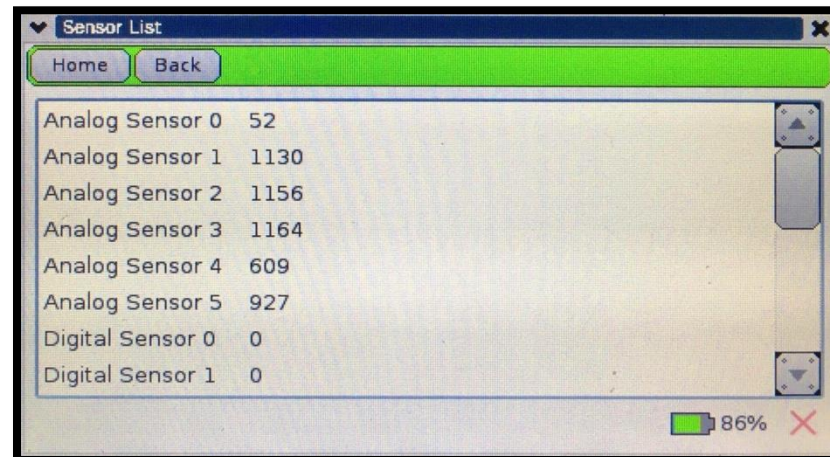 Sensor List
Home Back
Analog Sensor 0 52
Analog Sensor 1 1130
Analog Sensor 2 1156
Analog Sensor 3 1164
Analog Sensor 4 609
Analog Sensor 5 927
Digital Sensor 0 0
Digital Sensor 1 0
86%